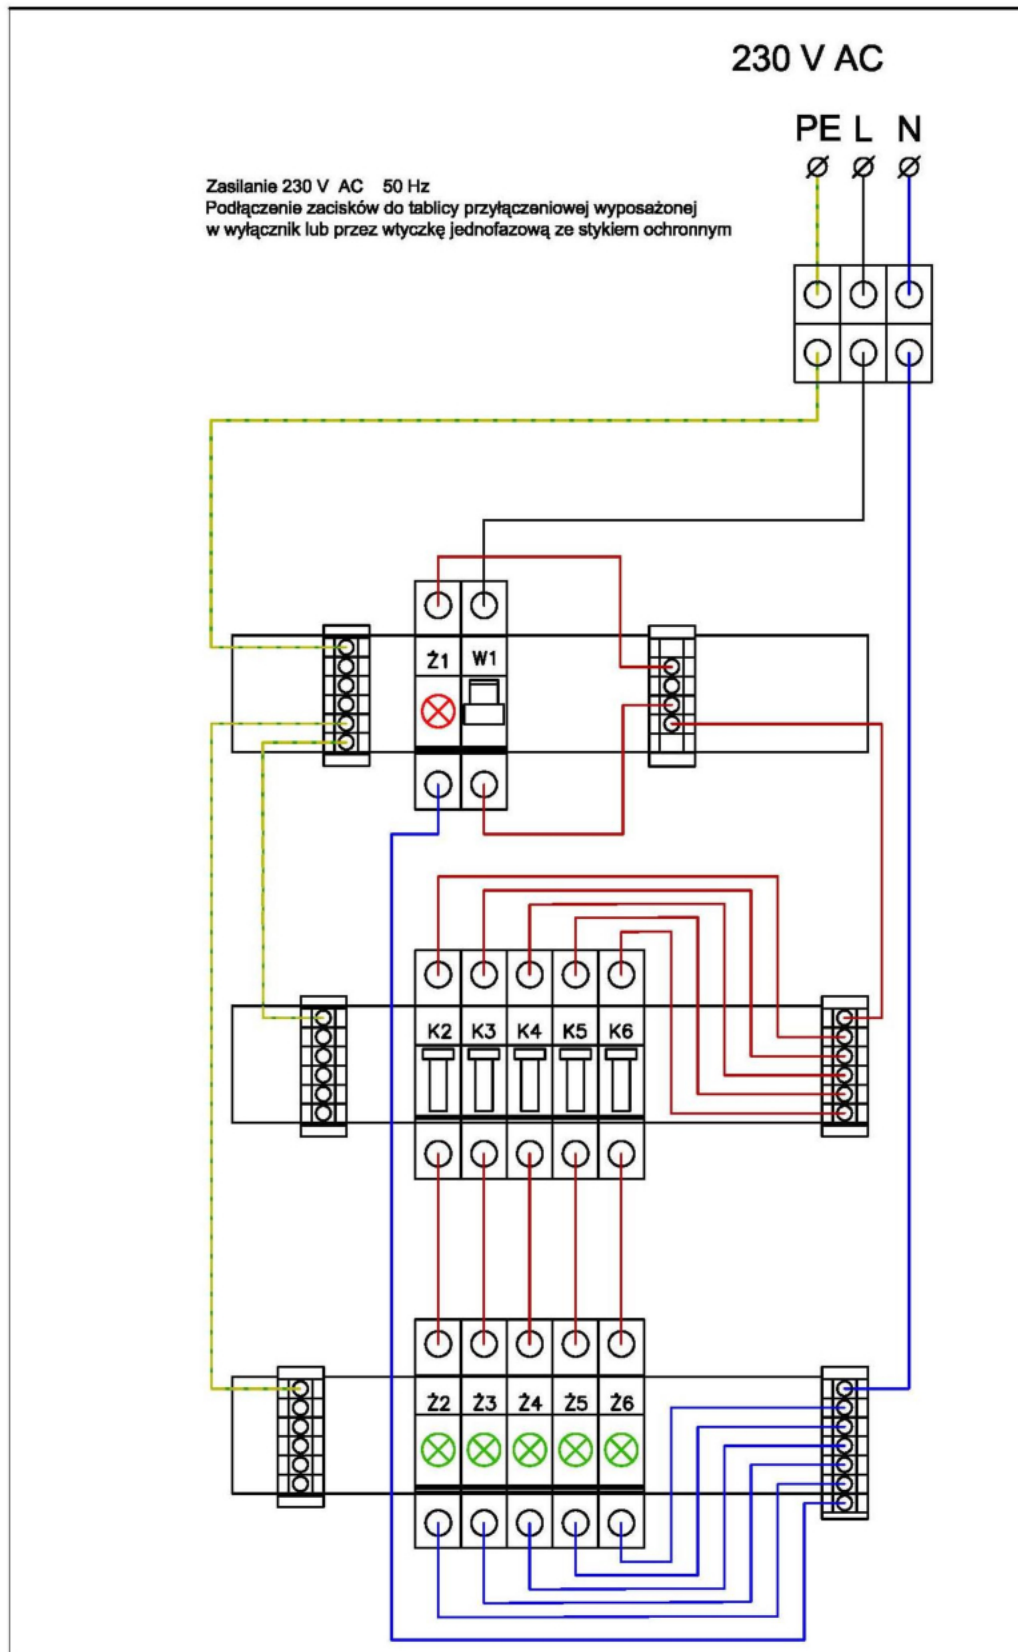 230 V AC
PE L N
Zasilanie 230 V AC 50 Hz
Podłączenie zacisków do tablicy przyłączeniowej wyposażonej
w wyłącznik lub przez wtyczkę jednofazową ze stykiem ochronnym
Ż1 W1
K2 K3 K4 K5 K6
Ż2 Ż3 Ż4 Ż5 Ż6